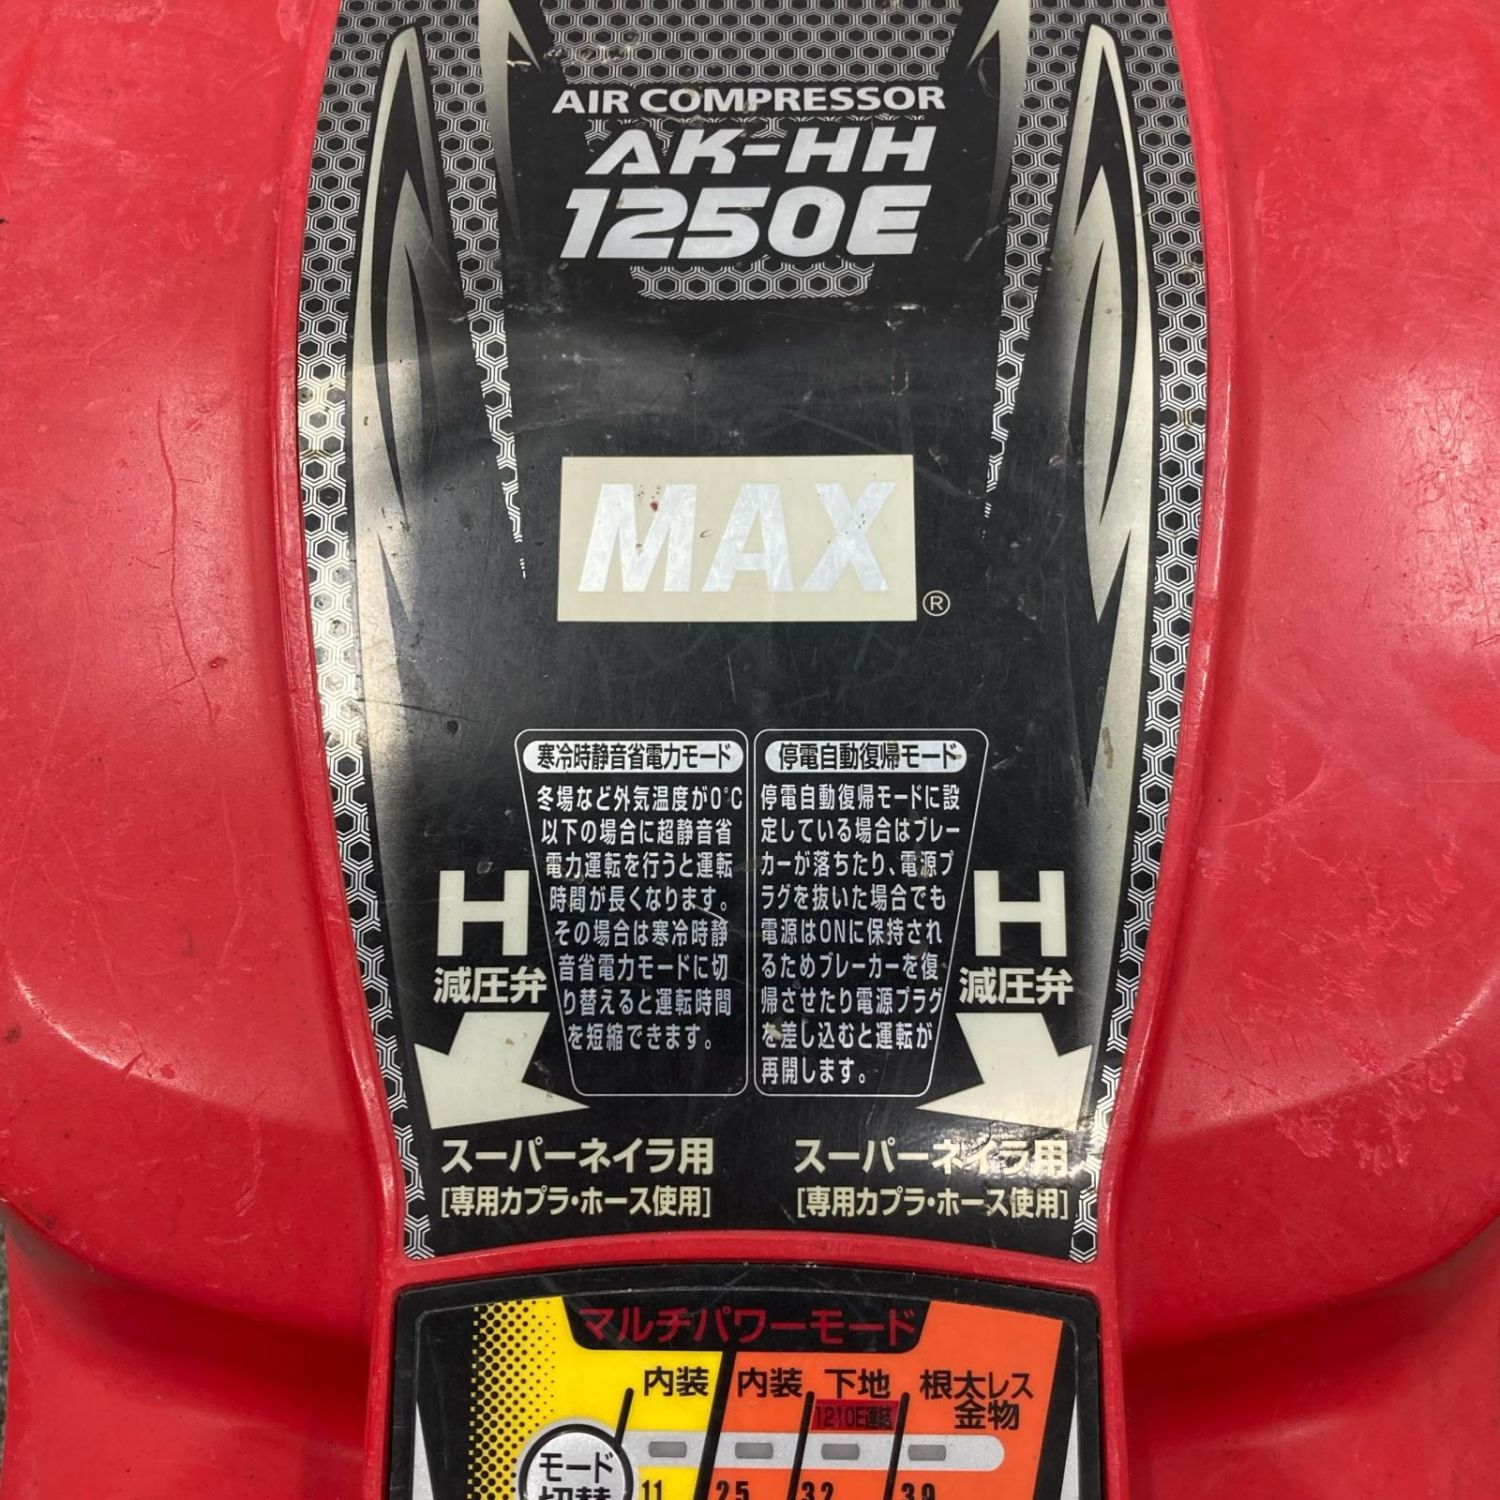 AIR COMPRESSOR
AK-HH
1250E
MAX
®
寒冷時静音省電力モード
冬場など外気温度が0℃
以下の場合に超静音省
電力運転を行うと運転
時間が長くなります。
その場合は寒冷時静
音省電力モードに切
り替えると運転時間
を短縮できます。
停電自動復帰モード
停電自動復帰モードに設
定している場合はブレー
カーが落ちたり、電源プ
ラグを抜いた場合でも
電源はONに保持され
るためブレーカーを復
帰させたり電源プラグ
を差し込むと運転が
再開します。
H
減圧弁
スーパーネイラ用
[専用カプラ・ホース使用]
H
減圧弁
スーパーネイラ用
[専用カプラ・ホース使用]
マルチパワーモード
内装 内装 下地 根太レス
1210E連結 金物
モード
切替
11 25 32 39